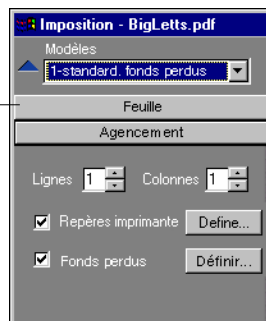 Imposition - BigLetts.pdf
Modèles
1-standard. fonds perdus
Feuille
Agencement
Lignes 1 Colonnes 1
Repères imprimante Define...
Fonds perdus Définir...